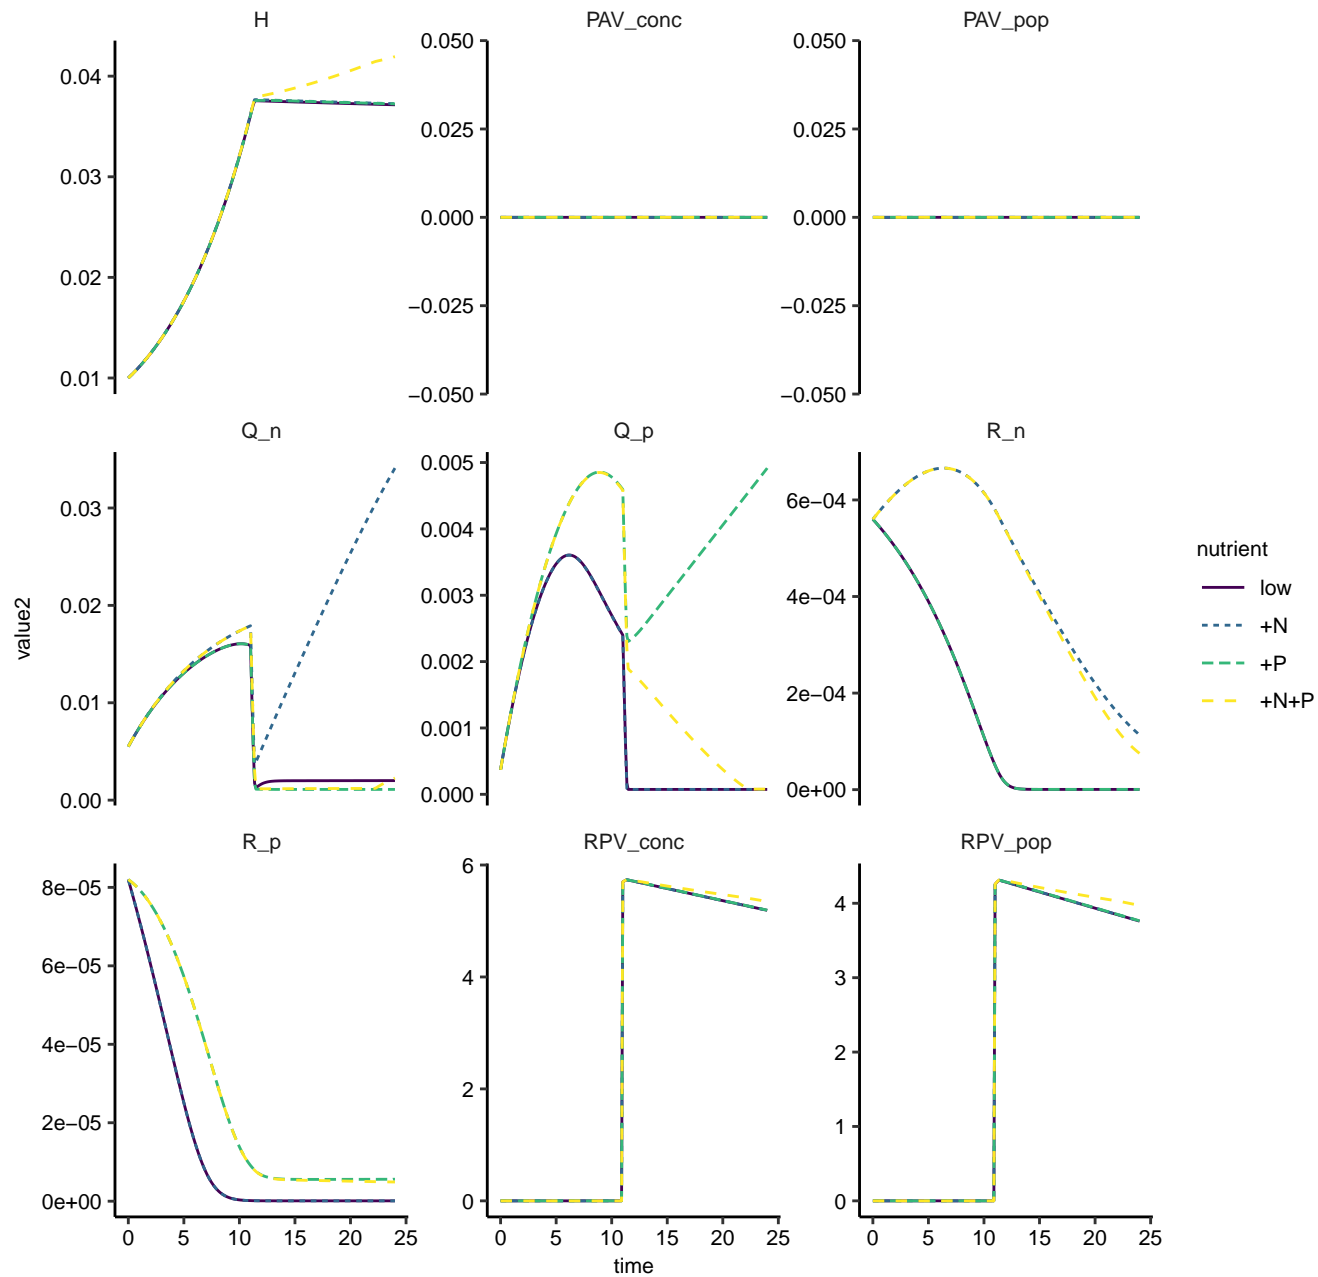 H
PAV_conc
PAV_pop
0.04
0.03
0.02
0.01
0.050
0.025
0.000
−0.025
−0.050
0.050
0.025
0.000
−0.025
−0.050
Q_n
Q_p
R_n
0.03
0.02
0.01
0.00
0.005
0.004
0.003
0.002
0.001
0.000
6e−04
4e−04
2e−04
0e+00
R_p
RPV_conc
RPV_pop
8e−05
6e−05
4e−05
2e−05
0e+00
6
4
2
0
4
3
2
1
0
0 5 10 15 20 25
0 5 10 15 20 25
0 5 10 15 20 25
time
value2
nutrient
low
+N
+P
+N+P